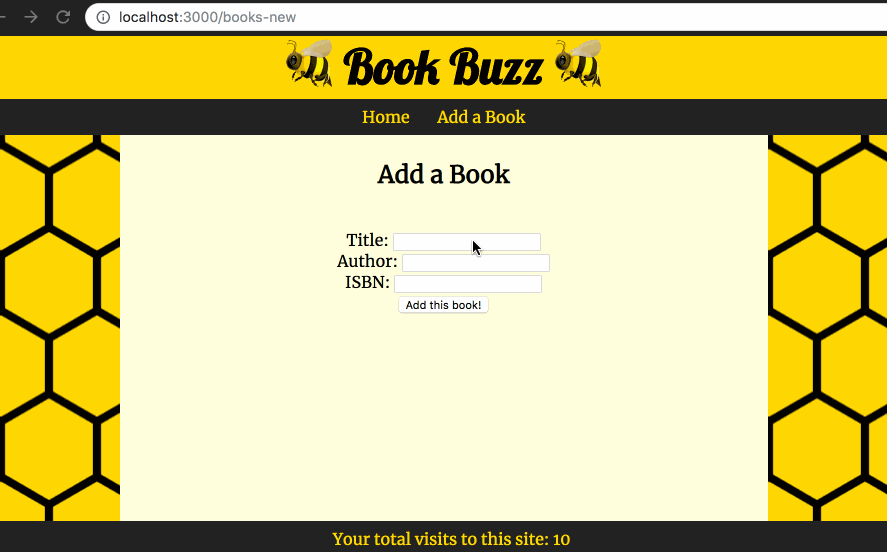 localhost:3000/books-new
Book Buzz
Home Add a Book
Add a Book
Title:
Author:
ISBN:
Add this book!
Your total visits to this site: 10